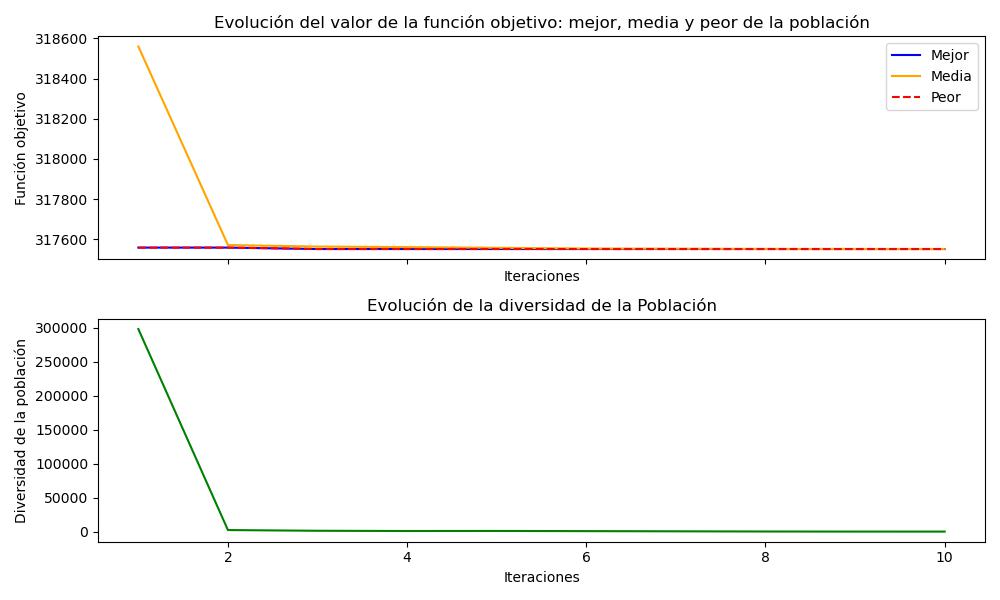 Evolución del valor de la función objetivo: mejor, media y peor de la población
Función objetivo
318600
318400
318200
318000
317800
317600
Mejor
Media
Peor
Iteraciones
Evolución de la diversidad de la Población
Diversidad de la población
300000
250000
200000
150000
100000
50000
0
2
4
6
8
10
Iteraciones